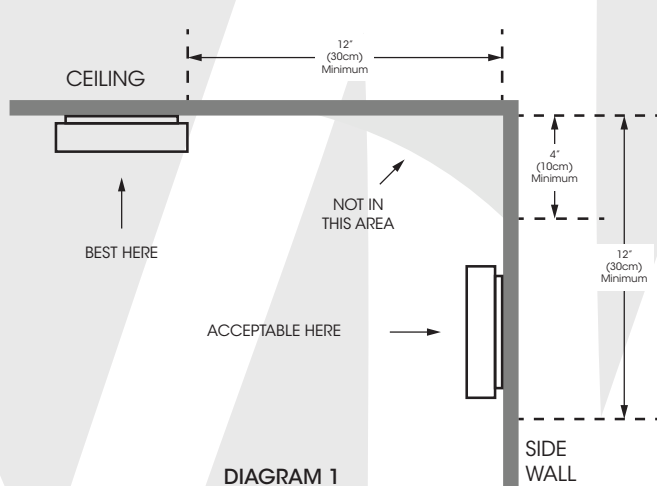 12"
(30cm)
Minimum
CEILING
4"
(10cm)
Minimum
NOT IN
THIS AREA
BEST HERE
12"
(30cm)
Minimum
ACCEPTABLE HERE
SIDE
WALL
DIAGRAM 1